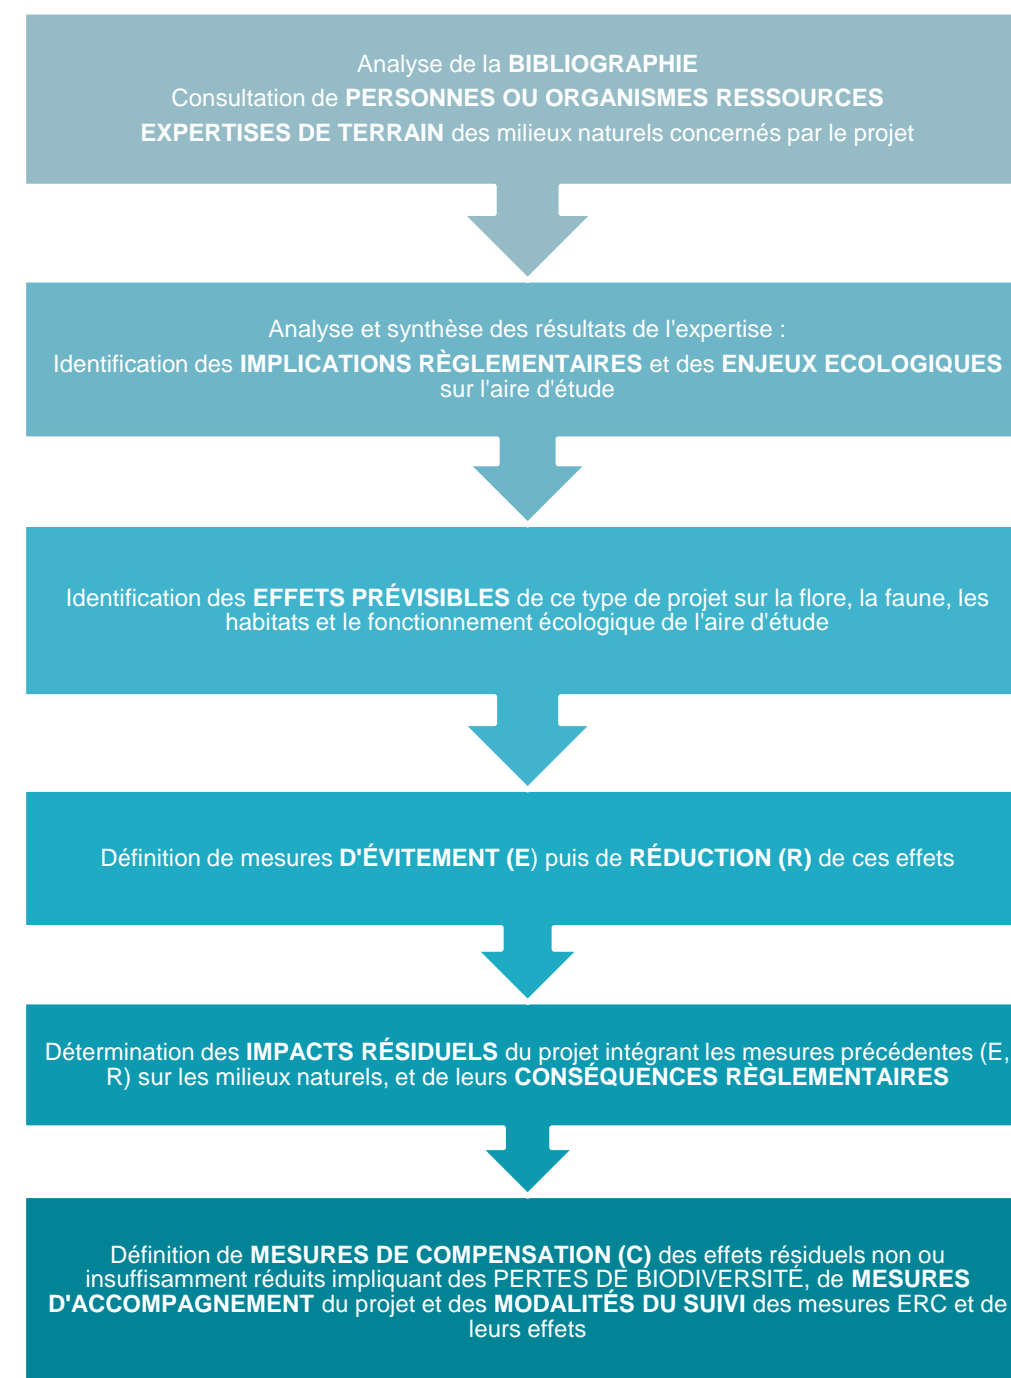 Analyse de la BIBLIOGRAPHIE
Consultation de PERSONNES OU ORGANISMES RESSOURCES
EXPERTISES DE TERRAIN des milieux naturels concernés par le projet
Analyse et synthèse des résultats de l'expertise :
Identification des IMPLICATIONS RÈGLEMENTAIRES et des ENJEUX ECOLOGIQUES
sur l'aire d'étude
Identification des EFFETS PRÉVISIBLES de ce type de projet sur la flore, la faune, les
habitats et le fonctionnement écologique de l'aire d'étude
Définition de mesures D'ÉVITEMENT (E) puis de RÉDUCTION (R) de ces effets
Détermination des IMPACTS RÉSIDUELS du projet intégrant les mesures précédentes (E,
R) sur les milieux naturels, et de leurs CONSÉQUENCES RÈGLEMENTAIRES
Définition de MESURES DE COMPENSATION (C) des effets résiduels non ou
insuffisamment réduits impliquant des PERTES DE BIODIVERSITÉ, de MESURES
D'ACCOMPAGNEMENT du projet et des MODALITÉS DU SUIVI des mesures ERC et de
leurs effets